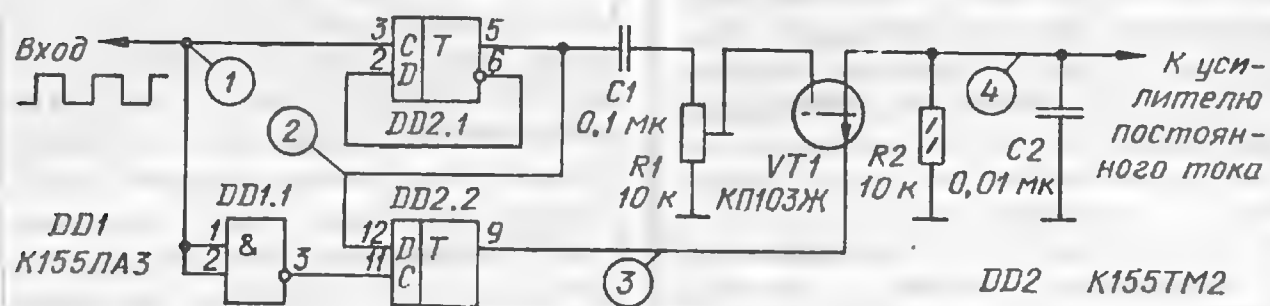 Вход
1
3
2
C
D
T
5
6
DD2.1
C1
0,1 мк
2
R1
10 к
VT1
КП103Ж
R2
10 к
4
C2
0,01 мк
К уси-
лителю
постоян-
ного тока
DD1
К155ЛА3
DD1.1
1
2
&
3
DD2.2
12
11
D
C
T
9
3
DD2 К155ТМ2